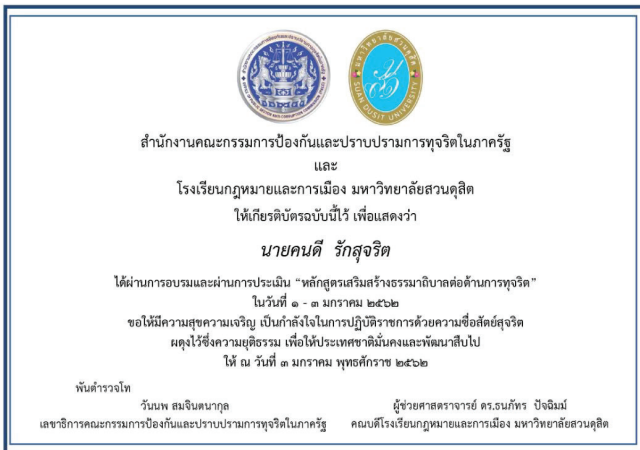 มหาวิทยาลัยสวนดุสิต
SUAN DUSIT UNIVERSITY
สำนักงานคณะกรรมการป้องกันและปราบปรามการทุจริตในภาครัฐ
และ
โรงเรียนกฎหมายและการเมือง มหาวิทยาลัยสวนดุสิต
ให้เกียรติบัตรฉบับนี้ไว้ เพื่อแสดงว่า
นายคนดี รักสุจริต
ได้ผ่านการอบรมและผ่านการประเมิน “หลักสูตรเสริมสร้างธรรมาภิบาลต่อต้านการทุจริต”
ในวันที่ ๑ - ๓ มกราคม ๒๕๖๒
ขอให้มีความสุขความเจริญ เป็นกำลังใจในการปฏิบัติราชการด้วยความซื่อสัตย์สุจริต
ผดุงไว้ซึ่งความยุติธรรม เพื่อให้ประเทศชาติมั่นคงและพัฒนาสืบไป
ให้ ณ วันที่ ๓ มกราคม พุทธศักราช ๒๕๖๒
พันตำรวจโท
วันนพ สมจินตนากุล
เลขาธิการคณะกรรมการป้องกันและปราบปรามการทุจริตในภาครัฐ
ผู้ช่วยศาสตราจารย์ ดร.ธนภัทร ปัจฉิมม์
คณบดีโรงเรียนกฎหมายและการเมือง มหาวิทยาลัยสวนดุสิต